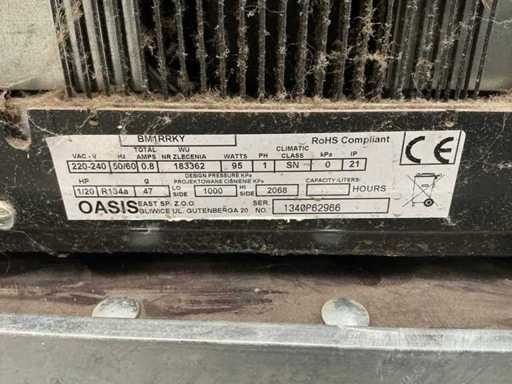 BM1RRKY RoHS Compliant
TOTAL WU CLIMATIC
VAC - V Hz AMPS NR ZLECENIA WATTS PH CLASS kPa IP
220-240 50/60 0.8 183362 95 1 SN 0 21
DESIGN PRESSURE KPa
HP g PROJEKTOWANE CIŚNIENIE KPa CAPACITY-LITERS:
1/20 R134a 47 LO SIDE 1000 HI SIDE 2068 HOURS
OASIS EAST SP. Z.O.O. SER.
GLIWICE UL. GUTENBERGA 20 NO. 1340P62966
CE